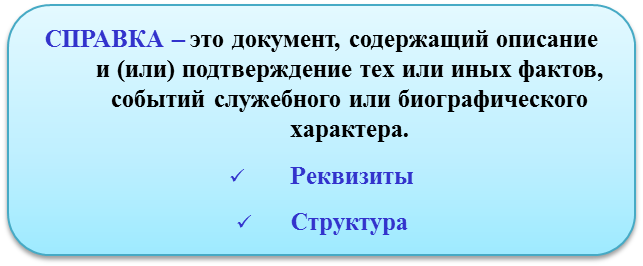 СПРАВКА – это документ, содержащий описание
и (или) подтверждение тех или иных фактов,
событий служебного или биографического
характера.
✓ Реквизиты
✓ Структура